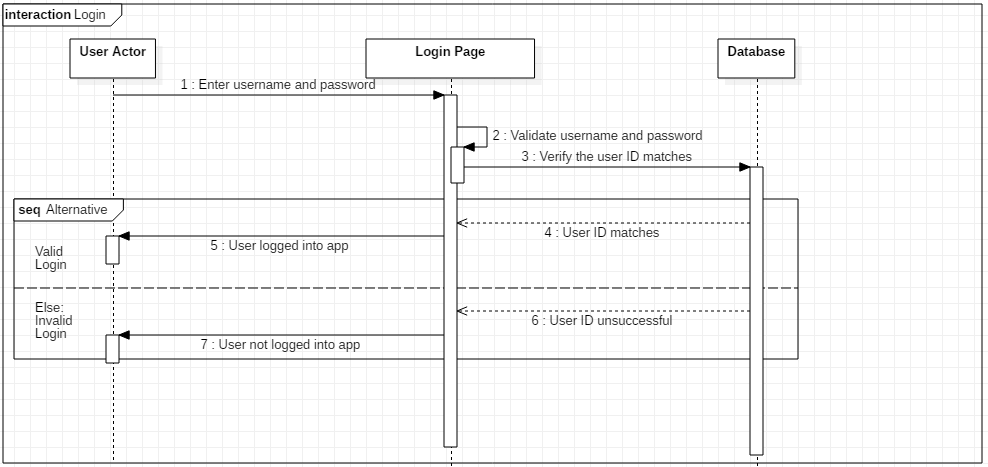 interaction Login
User Actor
Login Page
Database
1 : Enter username and password
2 : Validate username and password
3 : Verify the user ID matches
seq Alternative
4 : User ID matches
5 : User logged into app
Valid
Login
Else:
Invalid
Login
6 : User ID unsuccessful
7 : User not logged into app